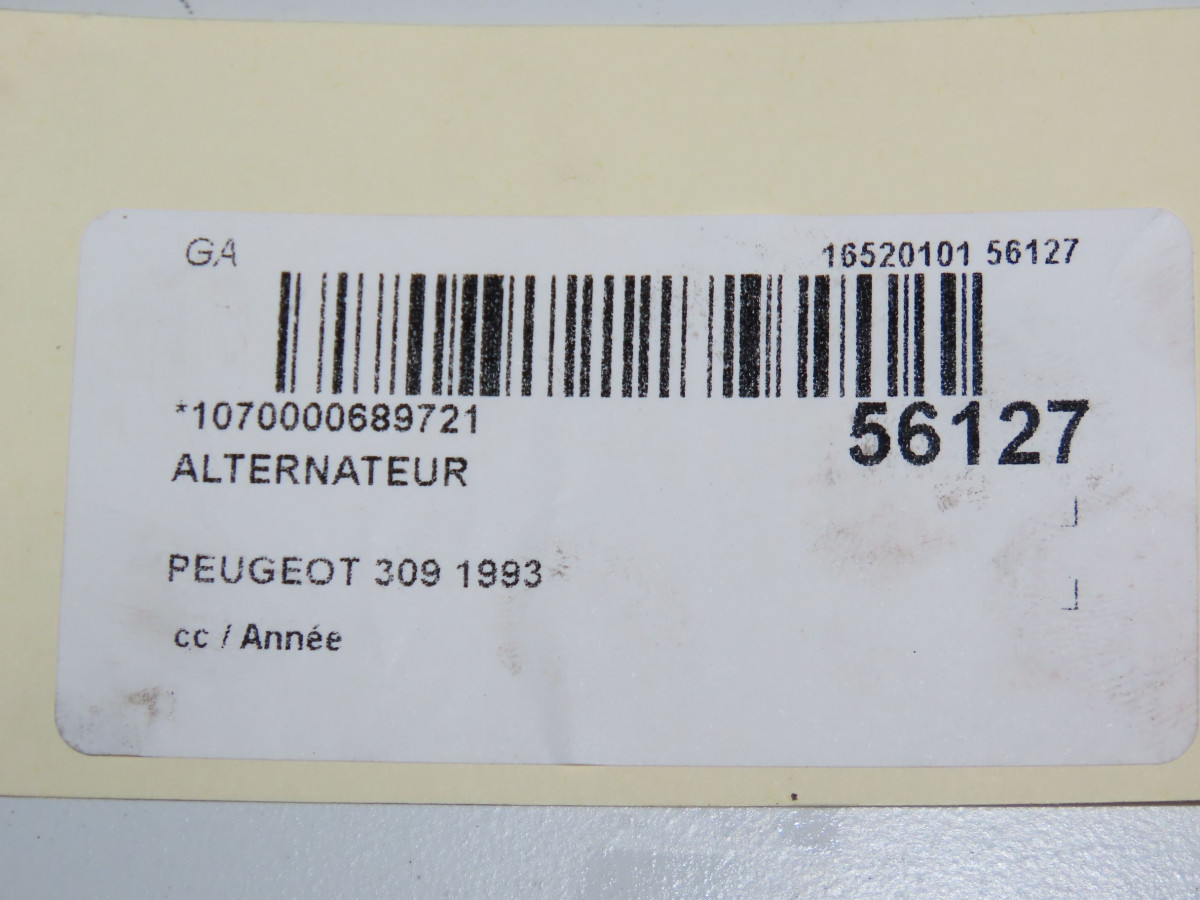 GA 16520101 56127
*1070000689721 56127
ALTERNATEUR
PEUGEOT 309 1993
cc / Année